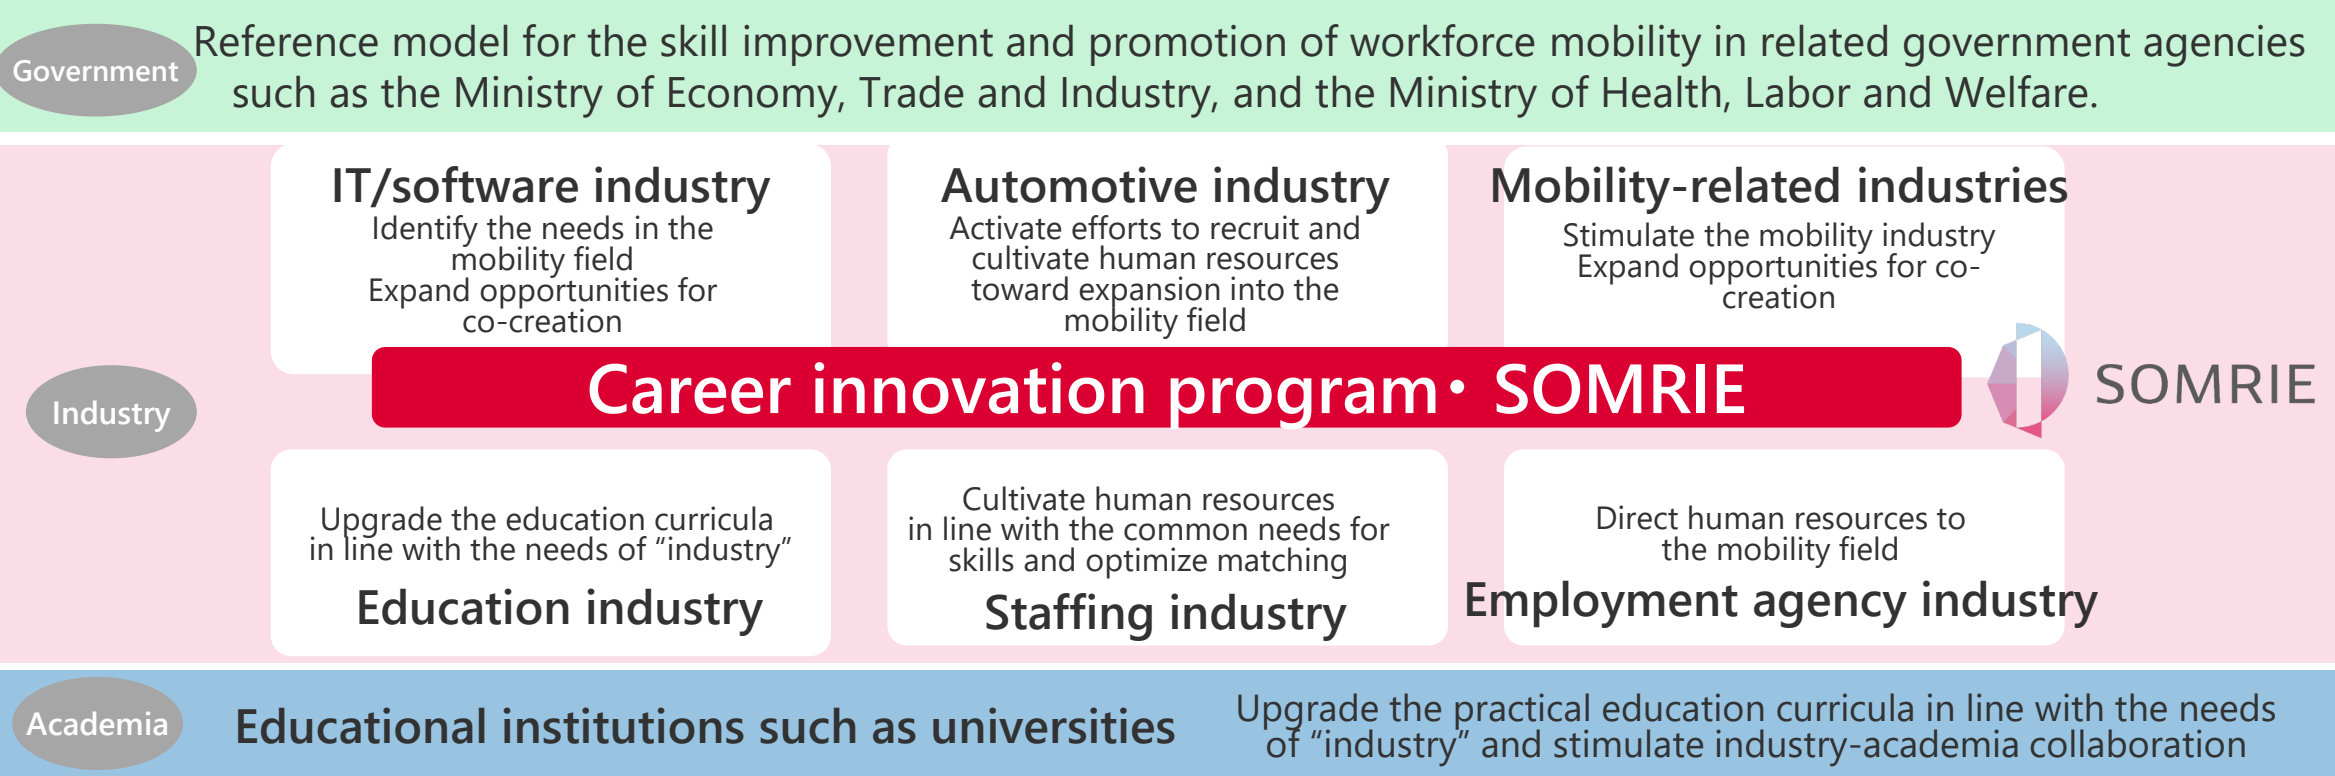 Government
Reference model for the skill improvement and promotion of workforce mobility in related government agencies
such as the Ministry of Economy, Trade and Industry, and the Ministry of Health, Labor and Welfare.
IT/software industry
Identify the needs in the
mobility field
Expand opportunities for
co-creation
Automotive industry
Activate efforts to recruit and
cultivate human resources
toward expansion into the
mobility field
Mobility-related industries
Stimulate the mobility industry
Expand opportunities for co-
creation
Industry
Career innovation program・ SOMRIE
SOMRIE
Upgrade the education curricula
in line with the needs of “industry”
Education industry
Cultivate human resources
in line with the common needs for
skills and optimize matching
Staffing industry
Direct human resources to
the mobility field
Employment agency industry
Academia
Educational institutions such as universities
Upgrade the practical education curricula in line with the needs
of “industry” and stimulate industry-academia collaboration